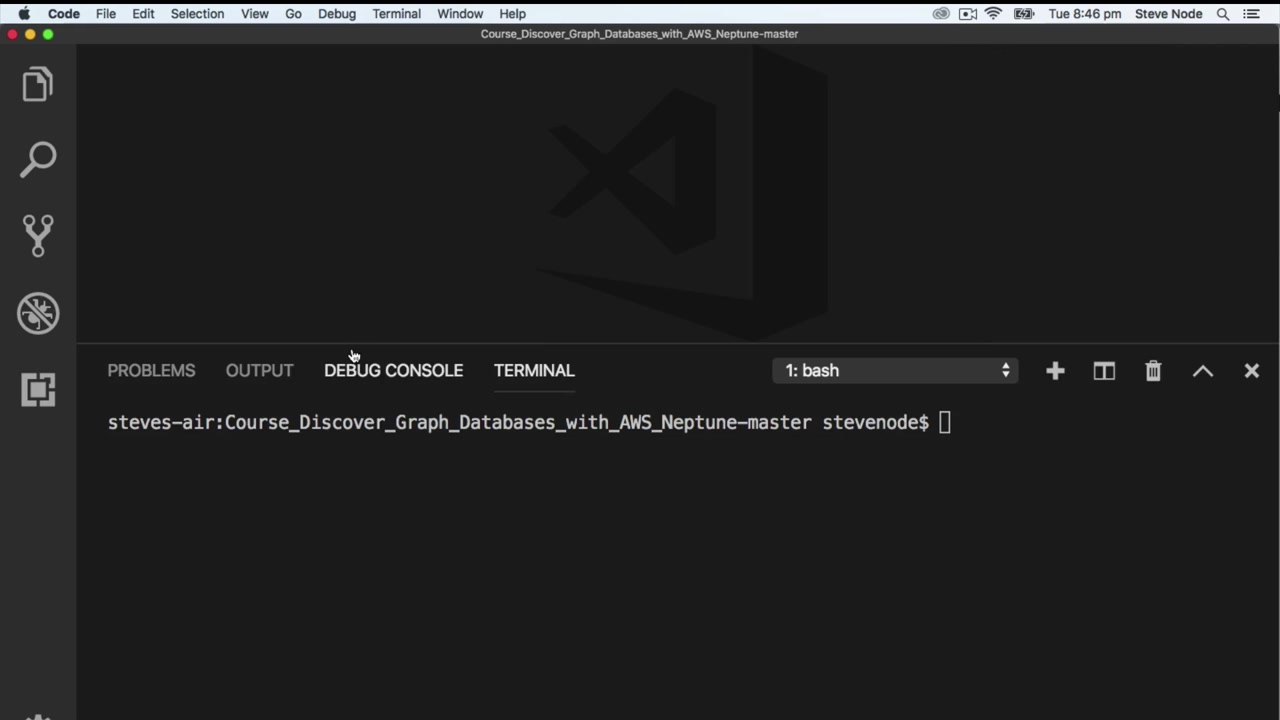 Code File Edit Selection View Go Debug Terminal Window Help Tue 8:46 pm Steve Node
Course_Discover_Graph_Databases_with_AWS_Neptune-master
PROBLEMS OUTPUT DEBUG CONSOLE TERMINAL 1: bash
steves-air:Course_Discover_Graph_Databases_with_AWS_Neptune-master stevenode$